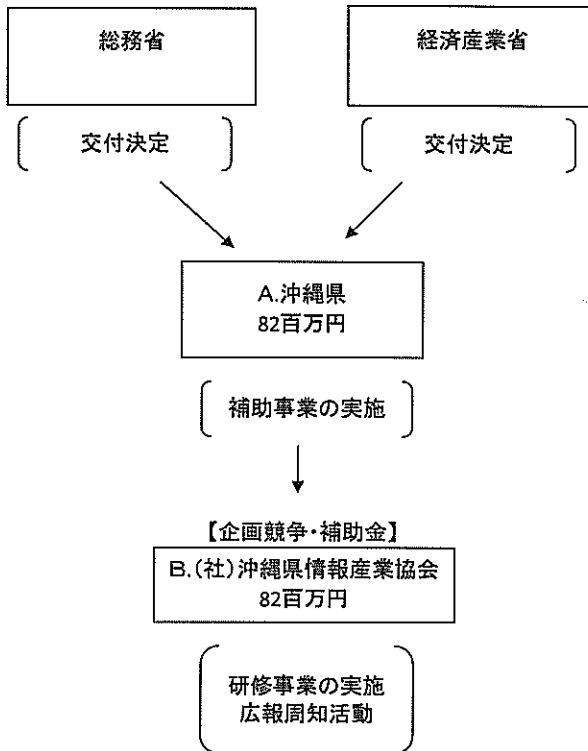 総務省
経済産業省
交付決定
交付決定
A.沖縄県
82百万円
補助事業の実施
【企画競争・補助金】
B.(社)沖縄県情報産業協会
82百万円
研修事業の実施
広報周知活動